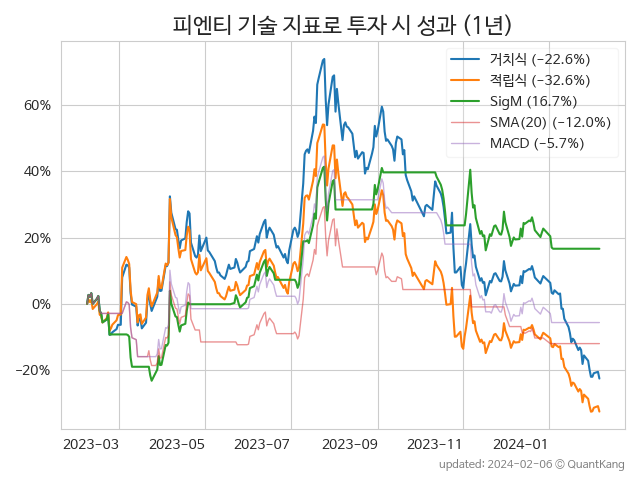 피엔티 기술 지표로 투자 시 성과 (1년)
거치식 (−22.6%)
적립식 (−32.6%)
SigM (16.7%)
SMA(20) (−12.0%)
MACD (−5.7%)
60%
40%
20%
0%
−20%
2023−03 2023−05 2023−07 2023−09 2023−11 2024−01
updated: 2024−02−06 © QuantKang